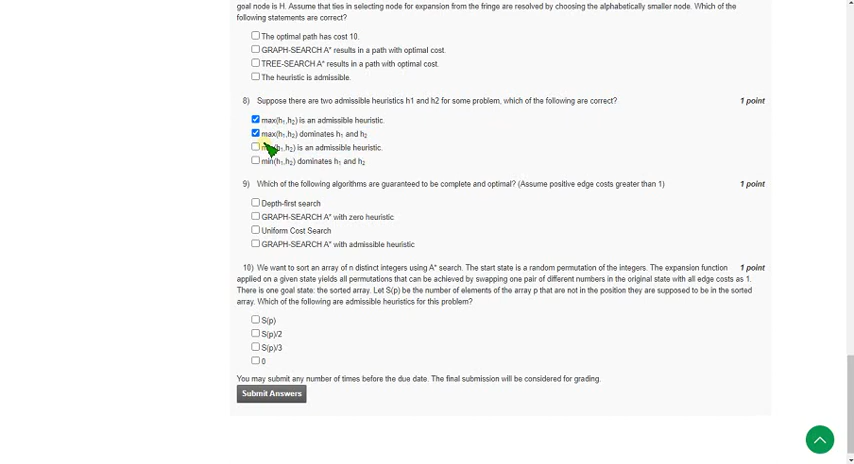 goal node is H. Assume that ties in selecting node for expansion from the fringe are resolved by choosing the alphabetically smaller node. Which of the
following statements are correct?
The optimal path has cost 10.
GRAPH-SEARCH A* results in a path with optimal cost.
TREE-SEARCH A* results in a path with optimal cost.
The heuristic is admissible.
8) Suppose there are two admissible heuristics h1 and h2 for some problem, which of the following are correct? 1 point
max(h₁,h₂) is an admissible heuristic.
max(h₁,h₂) dominates h₁ and h₂
(h₁,h₂) is an admissible heuristic.
min(h₁,h₂) dominates h₁ and h₂
9) Which of the following algorithms are guaranteed to be complete and optimal? (Assume positive edge costs greater than 1) 1 point
Depth-first search
GRAPH-SEARCH A* with zero heuristic
Uniform Cost Search
GRAPH-SEARCH A* with admissible heuristic
10) We want to sort an array of n distinct integers using A* search. The start state is a random permutation of the integers. The expansion function 1 point
applied on a given state yields all permutations that can be achieved by swapping one pair of different numbers in the original state with all edge costs as 1.
There is one goal state: the sorted array. Let S(p) be the number of elements of the array p that are not in the position they are supposed to be in the sorted
array. Which of the following are admissible heuristics for this problem?
S(p)
S(p)/2
S(p)/3
0
You may submit any number of times before the due date. The final submission will be considered for grading.
Submit Answers